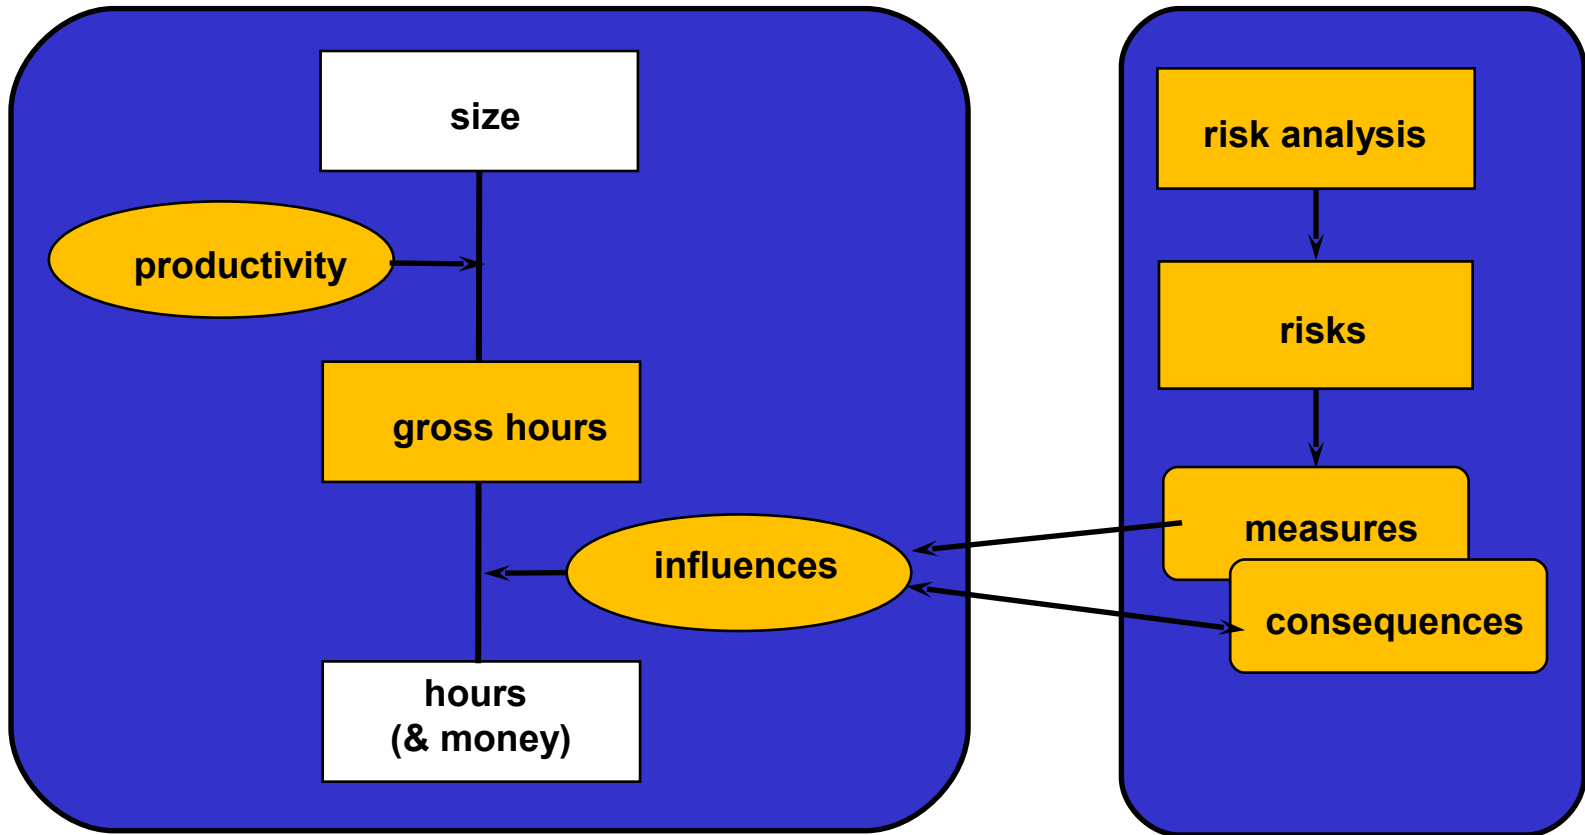 size
productivity
gross hours
influences
hours
(& money)
risk analysis
risks
measures
consequences